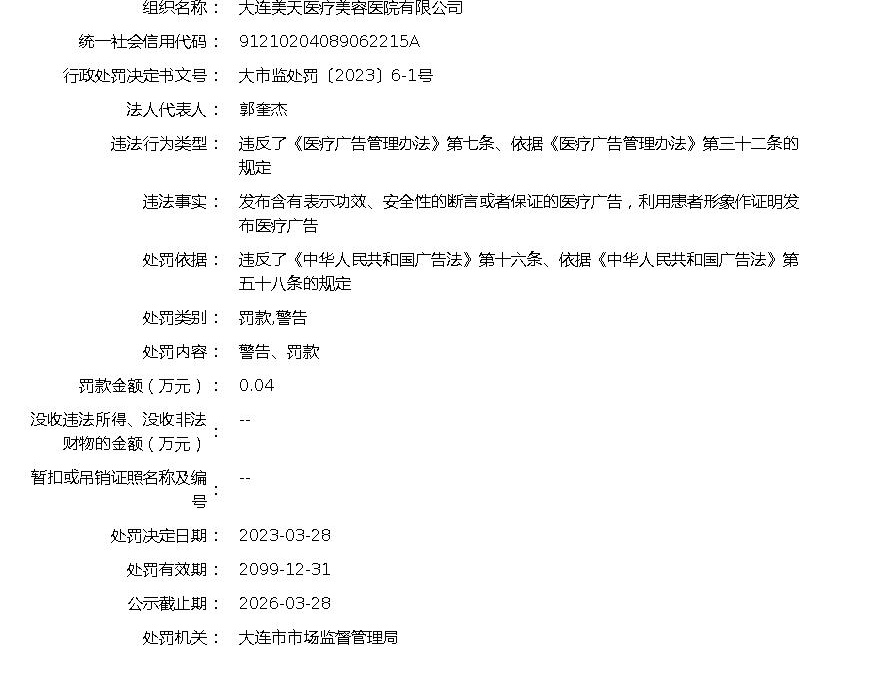 组织名称： 大连美天医疗美容医院有限公司
统一社会信用代码： 91210204089062215A
行政处罚决定书文号： 大市监处罚〔2023〕6-1号
法人代表人： 郭奎杰
违法行为类型： 违反了《医疗广告管理办法》第七条、依据《医疗广告管理办法》第三十二条的
规定
违法事实： 发布含有表示功效、安全性的断言或者保证的医疗广告，利用患者形象作证明发
布医疗广告
处罚依据： 违反了《中华人民共和国广告法》第十六条、依据《中华人民共和国广告法》第
五十八条的规定
处罚类别： 罚款,警告
处罚内容： 警告、罚款
罚款金额（万元）： 0.04
没收违法所得、没收非法
财物的金额（万元）： --
暂扣或吊销证照名称及编
号： --
处罚决定日期： 2023-03-28
处罚有效期： 2099-12-31
公示截止期： 2026-03-28
处罚机关： 大连市市场监督管理局